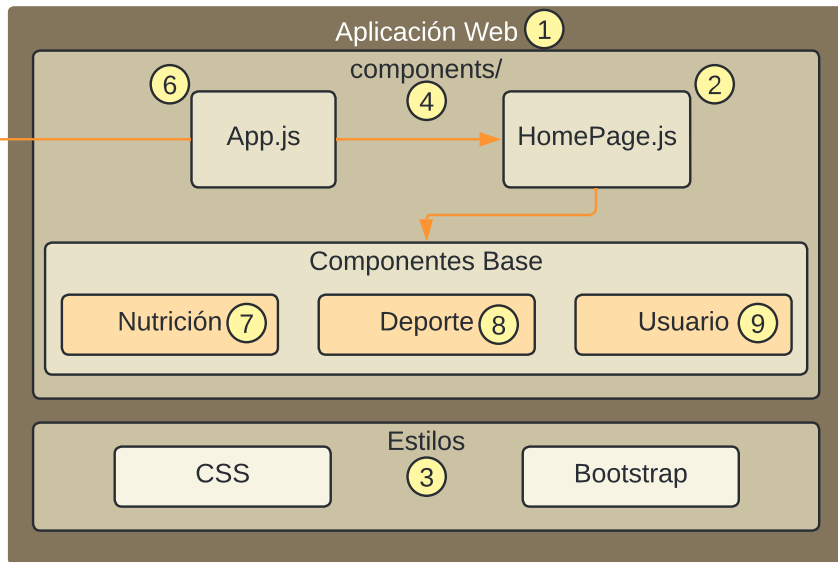 Aplicación Web 1
components/
6
4
2
App.js
HomePage.js
Componentes Base
Nutrición 7
Deporte 8
Usuario 9
Estilos
CSS
3
Bootstrap